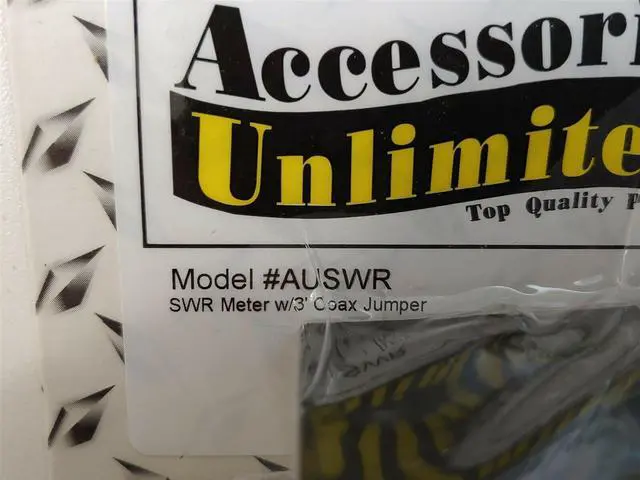 Accessori
Unlimite
Top Quality P
Model #AUSWR
SWR Meter w/3' Coax Jumper